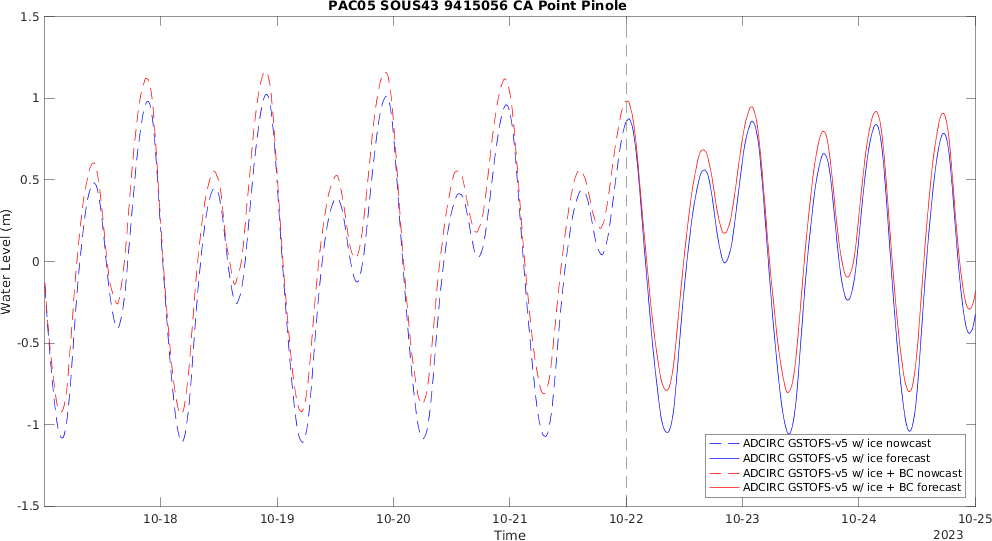 PAC05 SOUS43 9415056 CA Point Pinole
1.5
1
0.5
0
-0.5
-1
-1.5
Water Level (m)
ADCIRC GSTOFS-v5 w/ ice nowcast
ADCIRC GSTOFS-v5 w/ ice forecast
ADCIRC GSTOFS-v5 w/ ice + BC nowcast
ADCIRC GSTOFS-v5 w/ ice + BC forecast
10-18 10-19 10-20 10-21 10-22 10-23 10-24 10-25
Time
2023